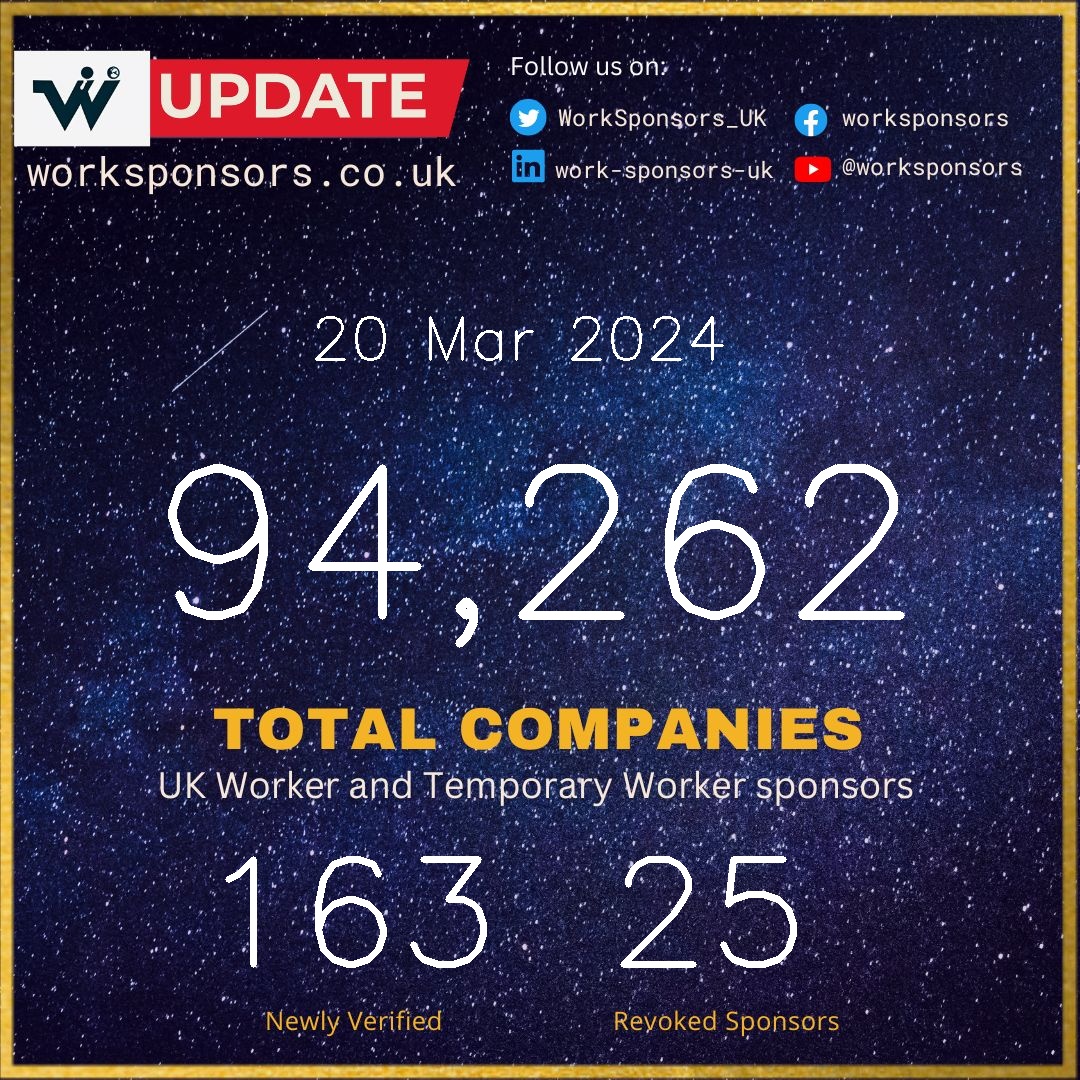 UPDATE
worksponsors.co.uk
Follow us on:
WorkSponsors_UK
worksponsors
work-sponsors-uk
@worksponsors
20 Mar 2024
94,262
TOTAL COMPANIES
UK Worker and Temporary Worker sponsors
163 25
Newly Verified Revoked Sponsors